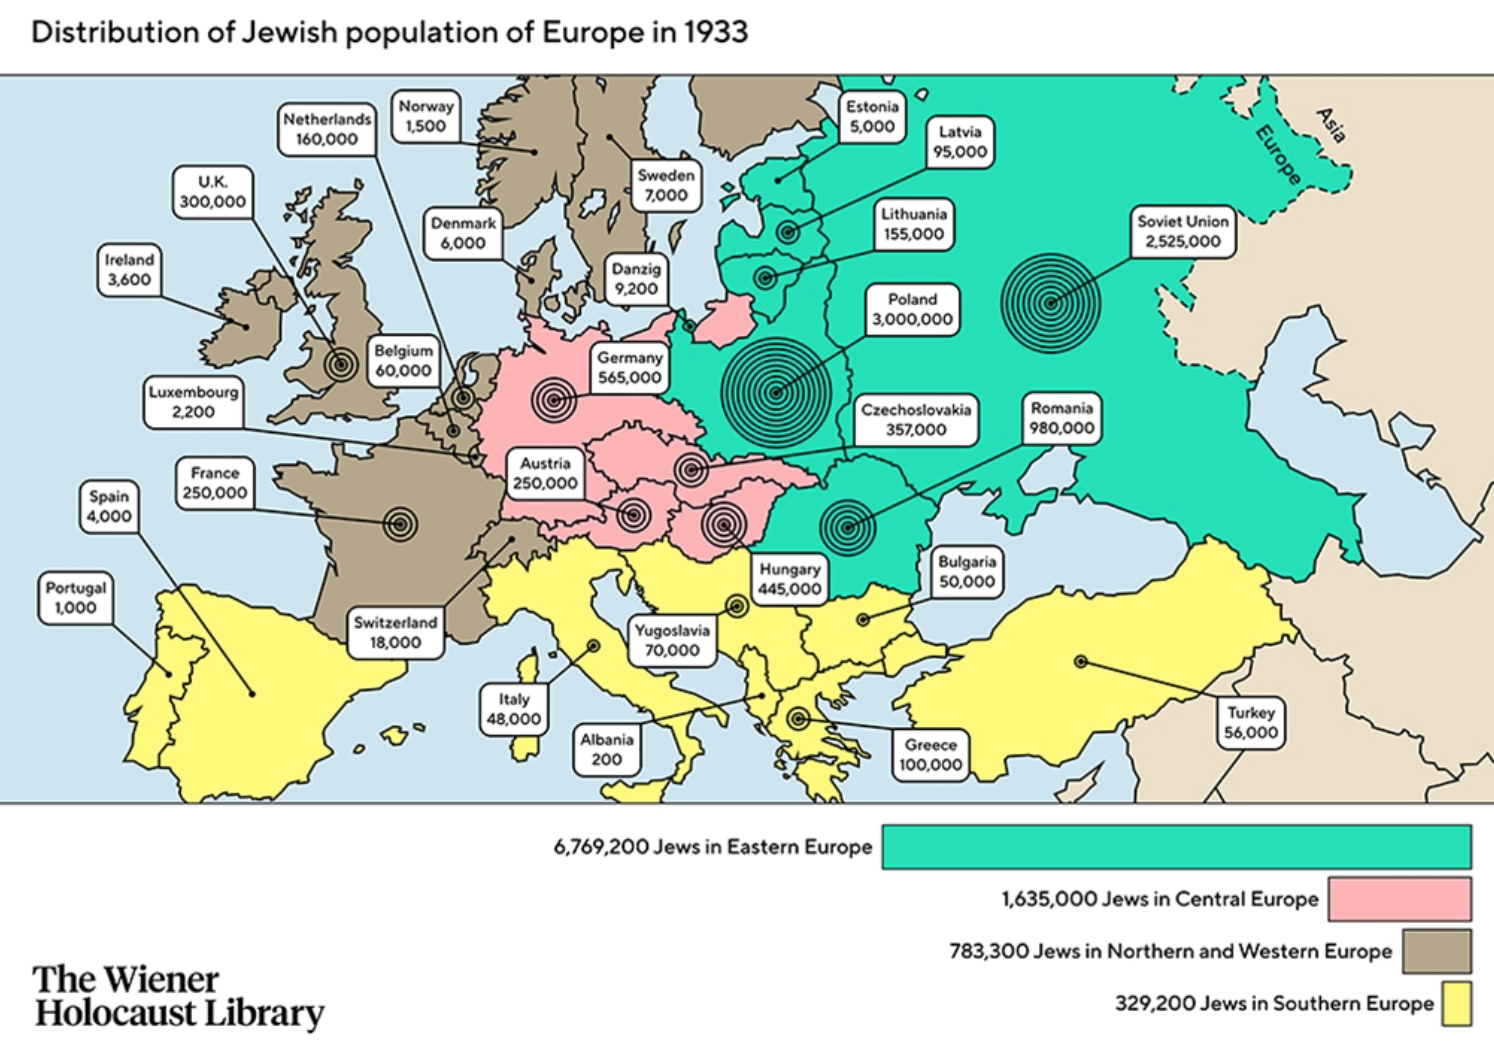 Distribution of Jewish population of Europe in 1933
Norway
1,500
Netherlands
160,000
Estonia
5,000
Latvia
95,000
Asia
Europe
U.K.
300,000
Sweden
7,000
Denmark
6,000
Lithuania
155,000
Soviet Union
2,525,000
Ireland
3,600
Danzig
9,200
Poland
3,000,000
Belgium
60,000
Germany
565,000
Luxembourg
2,200
Czechoslovakia
357,000
Romania
980,000
France
250,000
Austria
250,000
Spain
4,000
Hungary
445,000
Bulgaria
50,000
Portugal
1,000
Switzerland
18,000
Yugoslavia
70,000
Italy
48,000
Albania
200
Greece
100,000
Turkey
56,000
6,769,200 Jews in Eastern Europe
1,635,000 Jews in Central Europe
783,300 Jews in Northern and Western Europe
329,200 Jews in Southern Europe
The Wiener
Holocaust Library